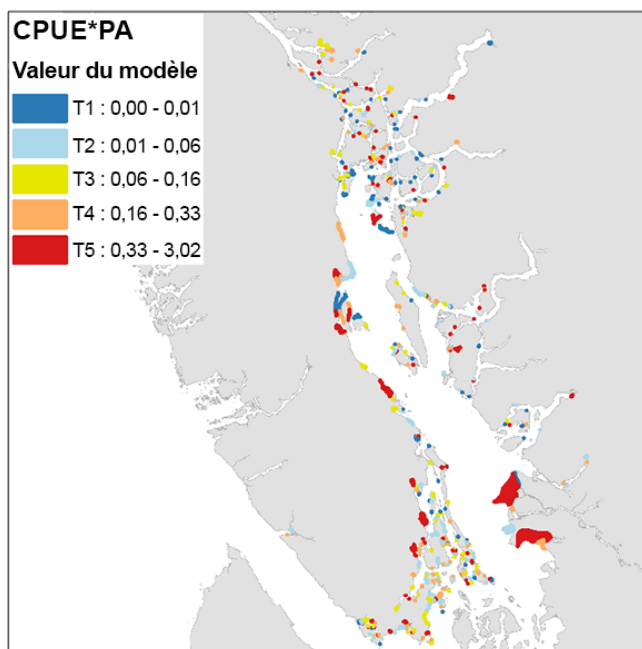 CPUE*PA
Valeur du modèle
T1 : 0,00 - 0,01
T2 : 0,01 - 0,06
T3 : 0,06 - 0,16
T4 : 0,16 - 0,33
T5 : 0,33 - 3,02